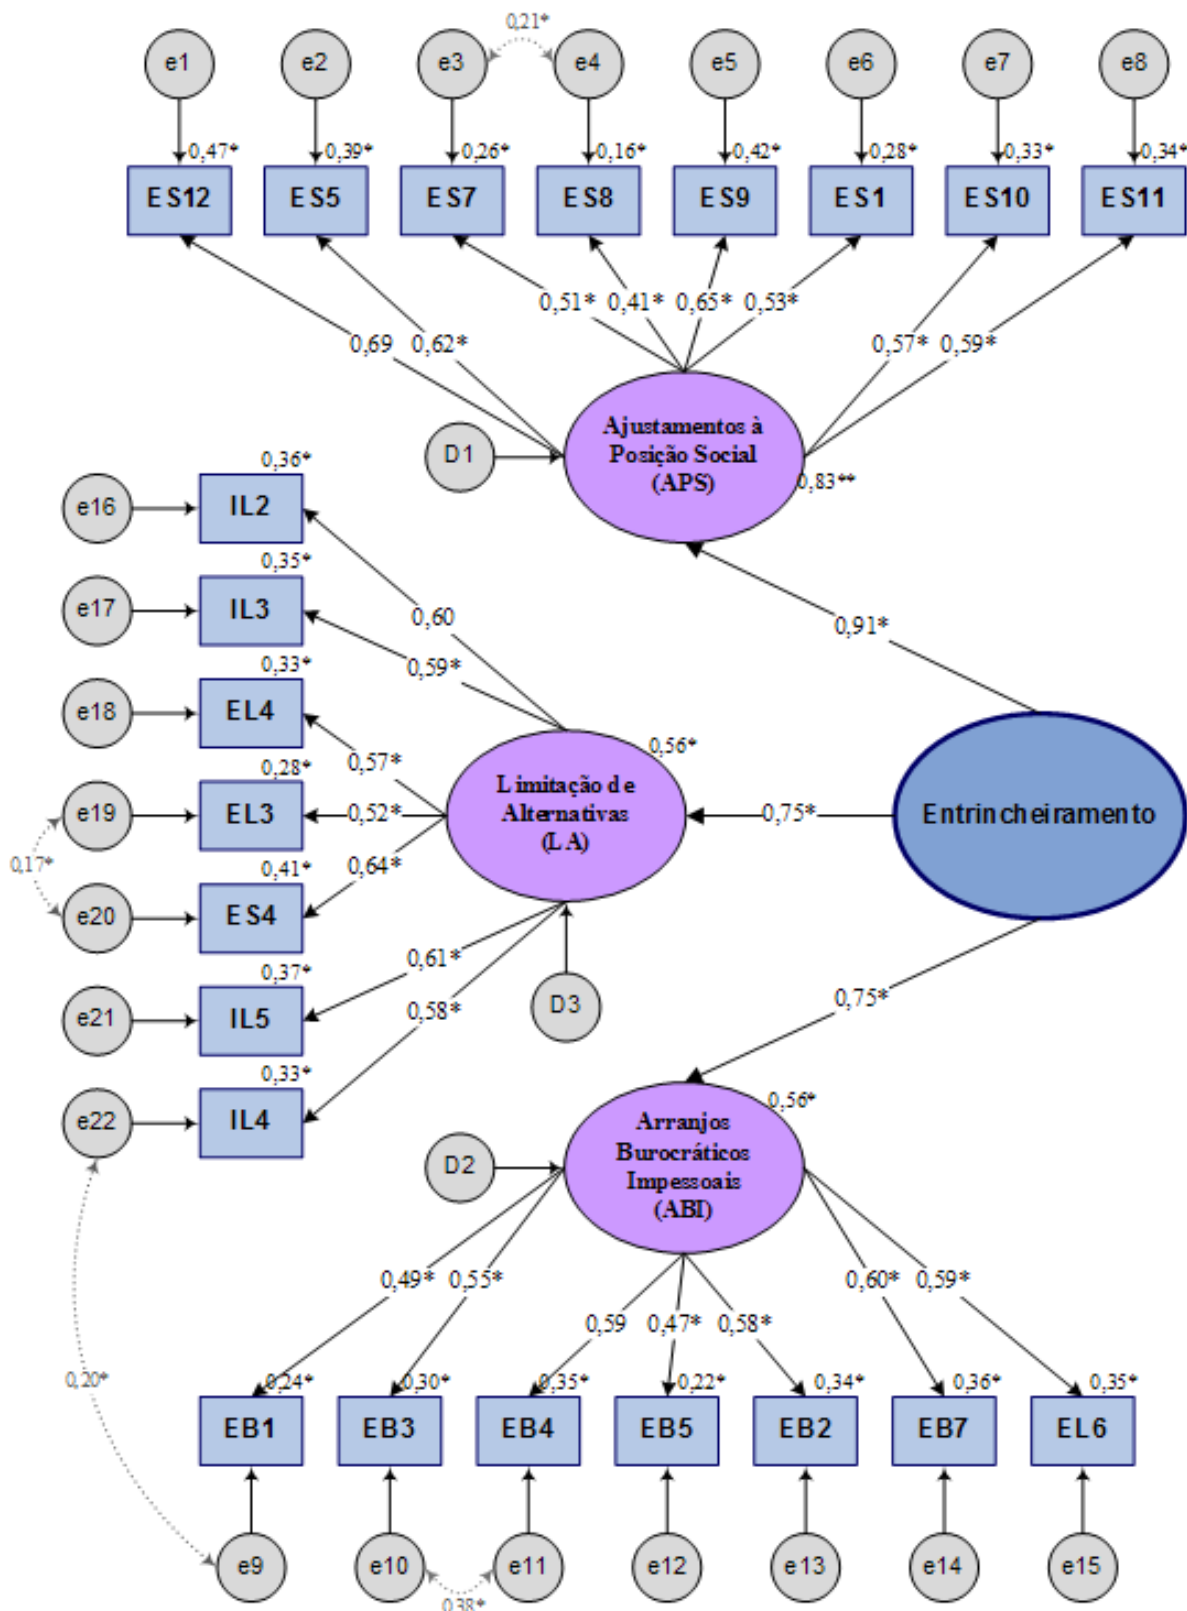 0,21*
e1 e2 e3 e4 e5 e6 e7 e8
0,47* 0,39* 0,26* 0,16* 0,42* 0,28* 0,33* 0,34*
ES12 ES5 ES7 ES8 ES9 ES1 ES10 ES11
0,51* 0,41* 0,65* 0,53*
0,69 0,62* 0,57* 0,59*
Ajustamentos à
Posição Social
(APS)
D1
0,83**
0,36*
e16 IL2
0,35*
e17 IL3
0,60
0,91*
0,59*
0,33*
e18 EL4
0,56*
0,57*
0,28*
e19 EL3
0,52*
Limitação de
Alternativas
(LA)
0,75*
Entrincheiramento
0,17*
0,41*
0,64*
e20 ES4
0,37*
0,61*
e21 IL5
0,58*
D3
0,75*
0,33*
e22 IL4
0,56*
Arranjos
Burocráticos
Impessoais
(ABI)
D2
0,49* 0,55* 0,60* 0,59*
0,59 0,47* 0,58*
0,20*
0,24* 0,30* 0,35* 0,22* 0,34* 0,36* 0,35*
EB1 EB3 EB4 EB5 EB2 EB7 EL6
e9 e10 e11 e12 e13 e14 e15
0,38*